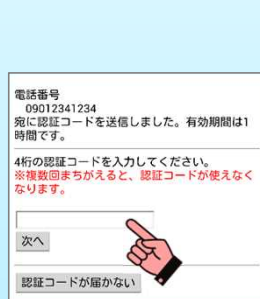 電話番号
09012341234
宛に認証コードを送信しました。有効期間は1
時間です。
4桁の認証コードを入力してください。
※複数回まちがえると、認証コードが使えなく
なります。
次へ
認証コードが届かない